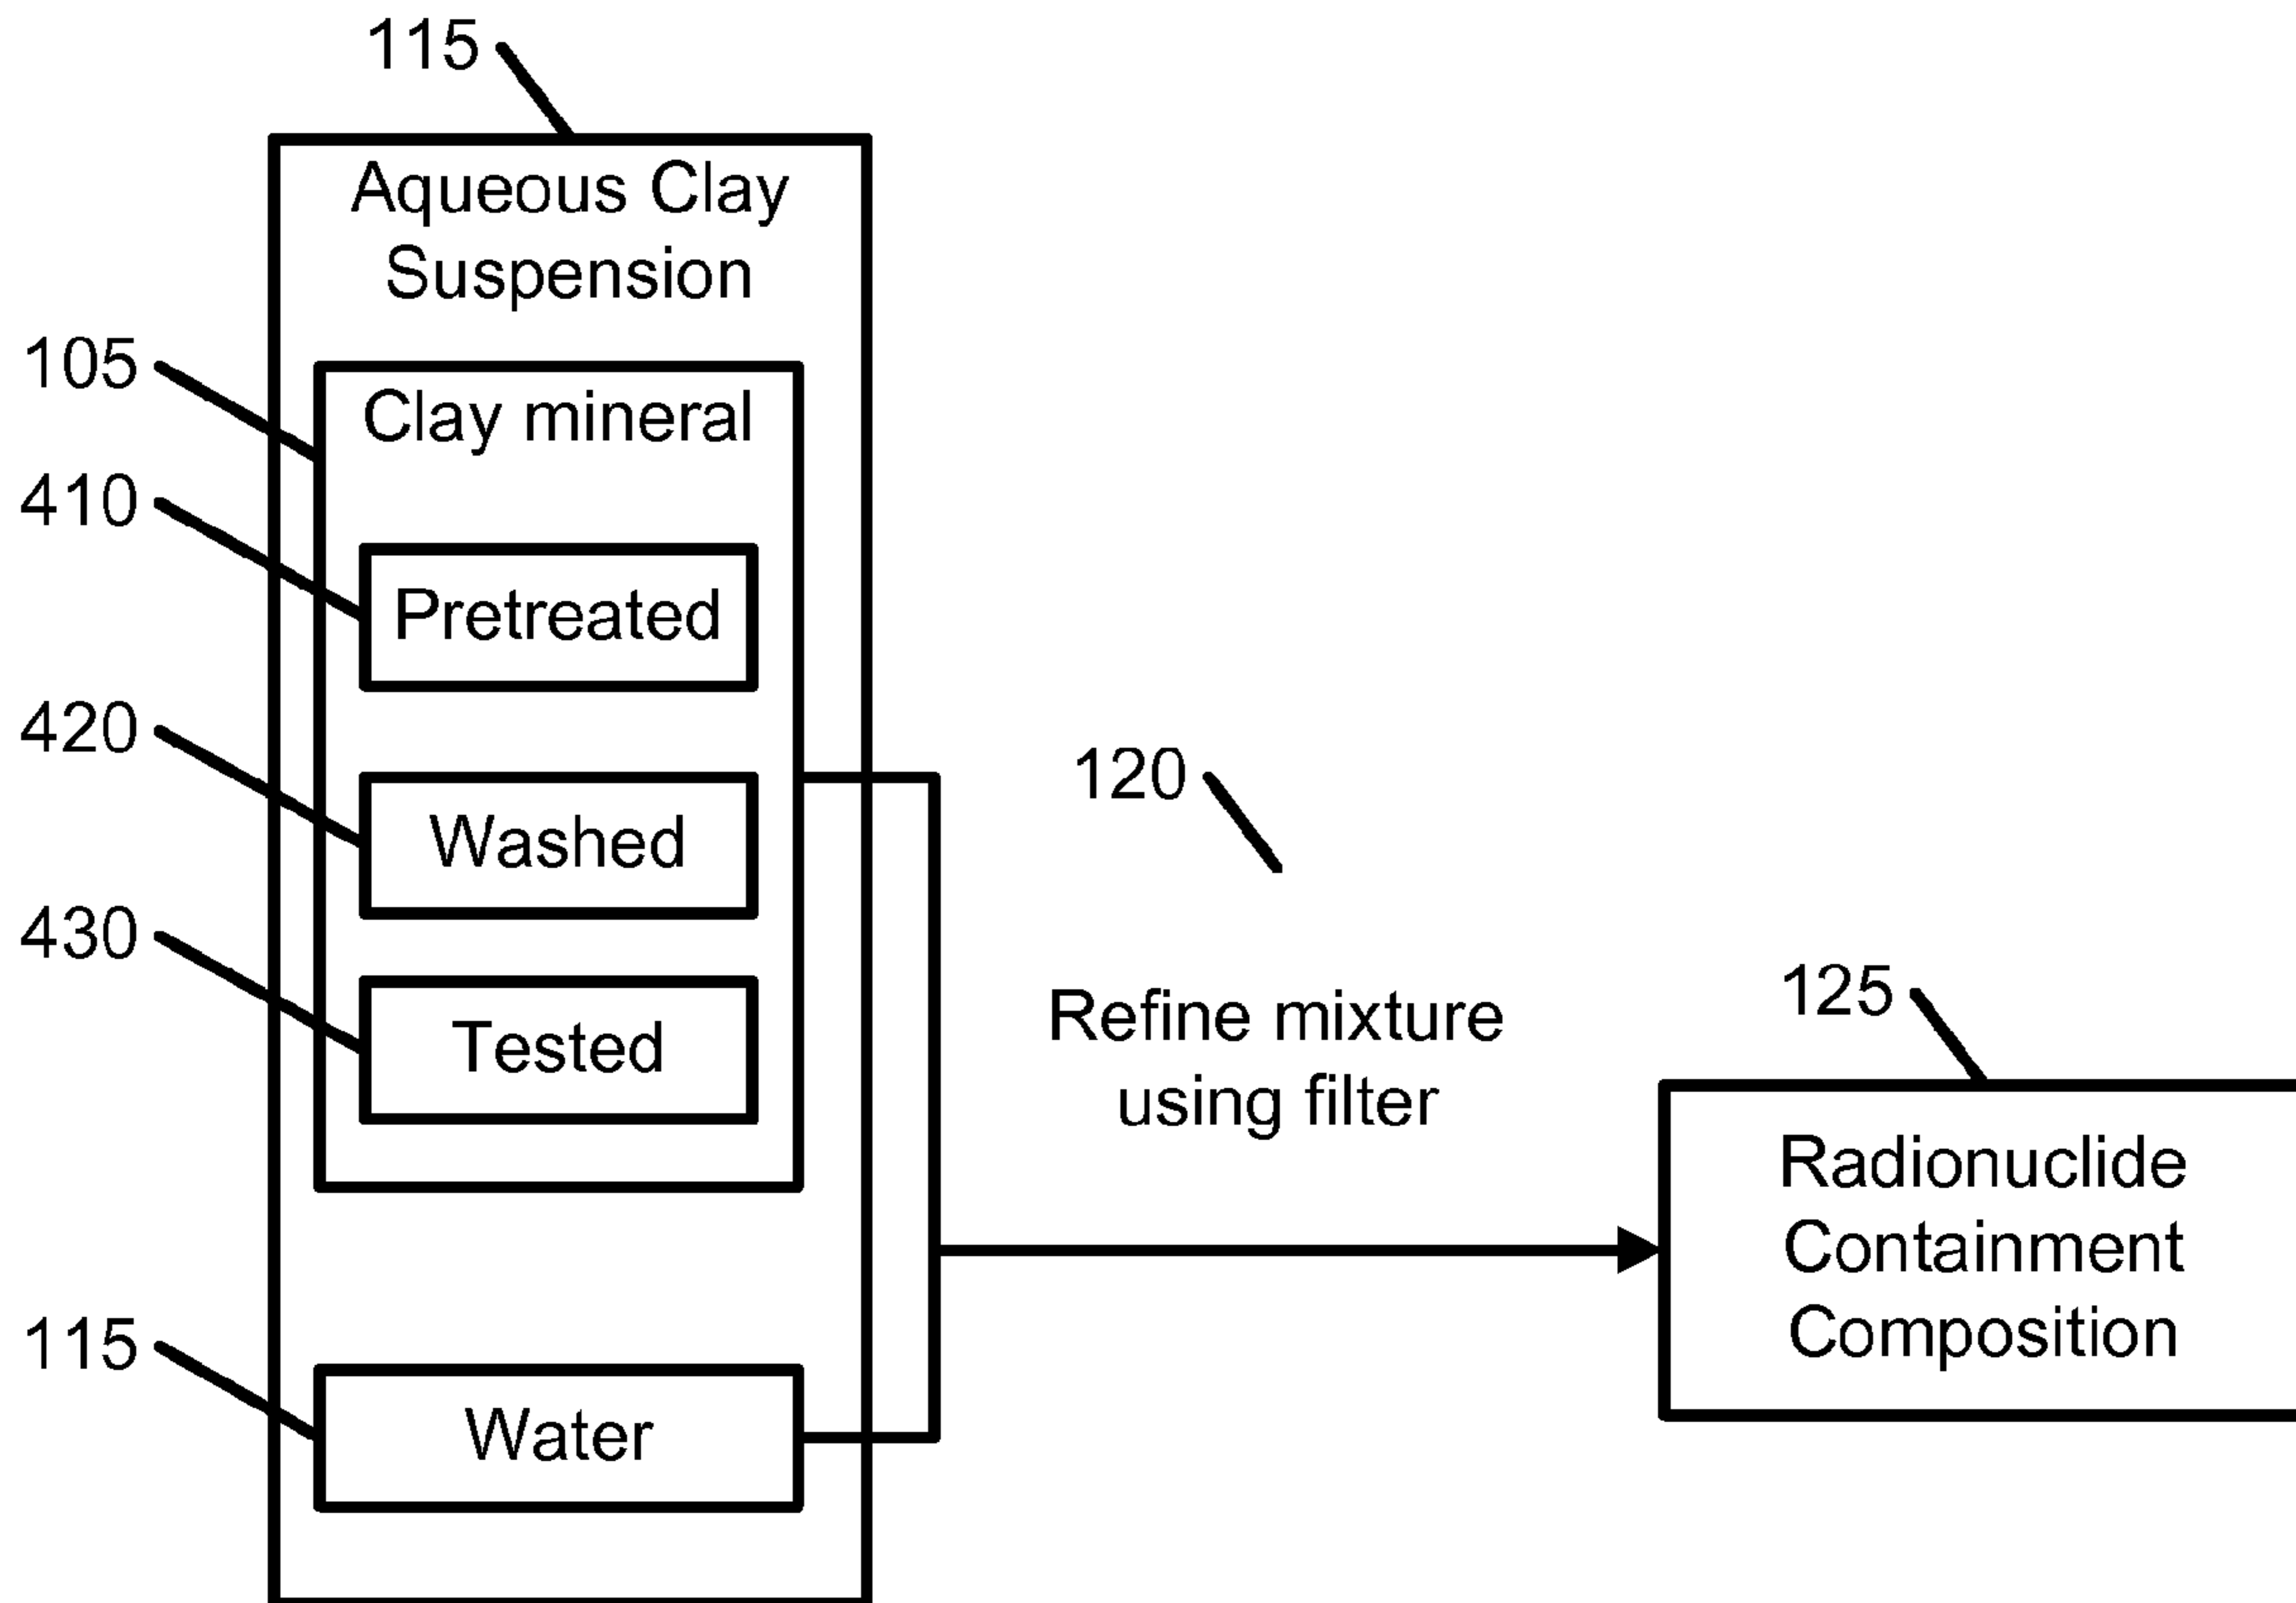 115
Aqueous Clay
Suspension
105
Clay mineral
410
Pretreated
420
Washed
430
Tested
115
Water
120
Refine mixture
using filter
125
Radionuclide
Containment
Composition